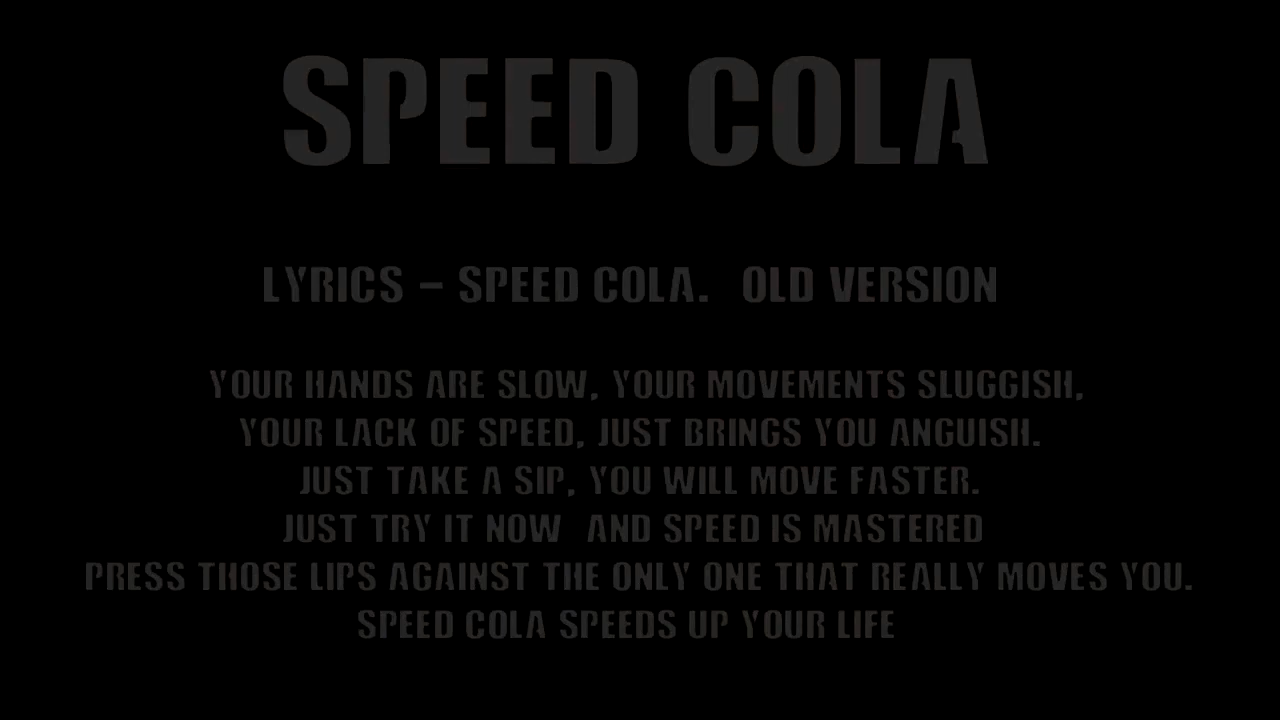 SPEED COLA
LYRICS – SPEED COLA. OLD VERSION
YOUR HANDS ARE SLOW, YOUR MOVEMENTS SLUGGISH,
YOUR LACK OF SPEED, JUST BRINGS YOU ANGUISH.
JUST TAKE A SIP, YOU WILL MOVE FASTER.
JUST TRY IT NOW AND SPEED IS MASTERED
PRESS THOSE LIPS AGAINST THE ONLY ONE THAT REALLY MOVES YOU.
SPEED COLA SPEEDS UP YOUR LIFE